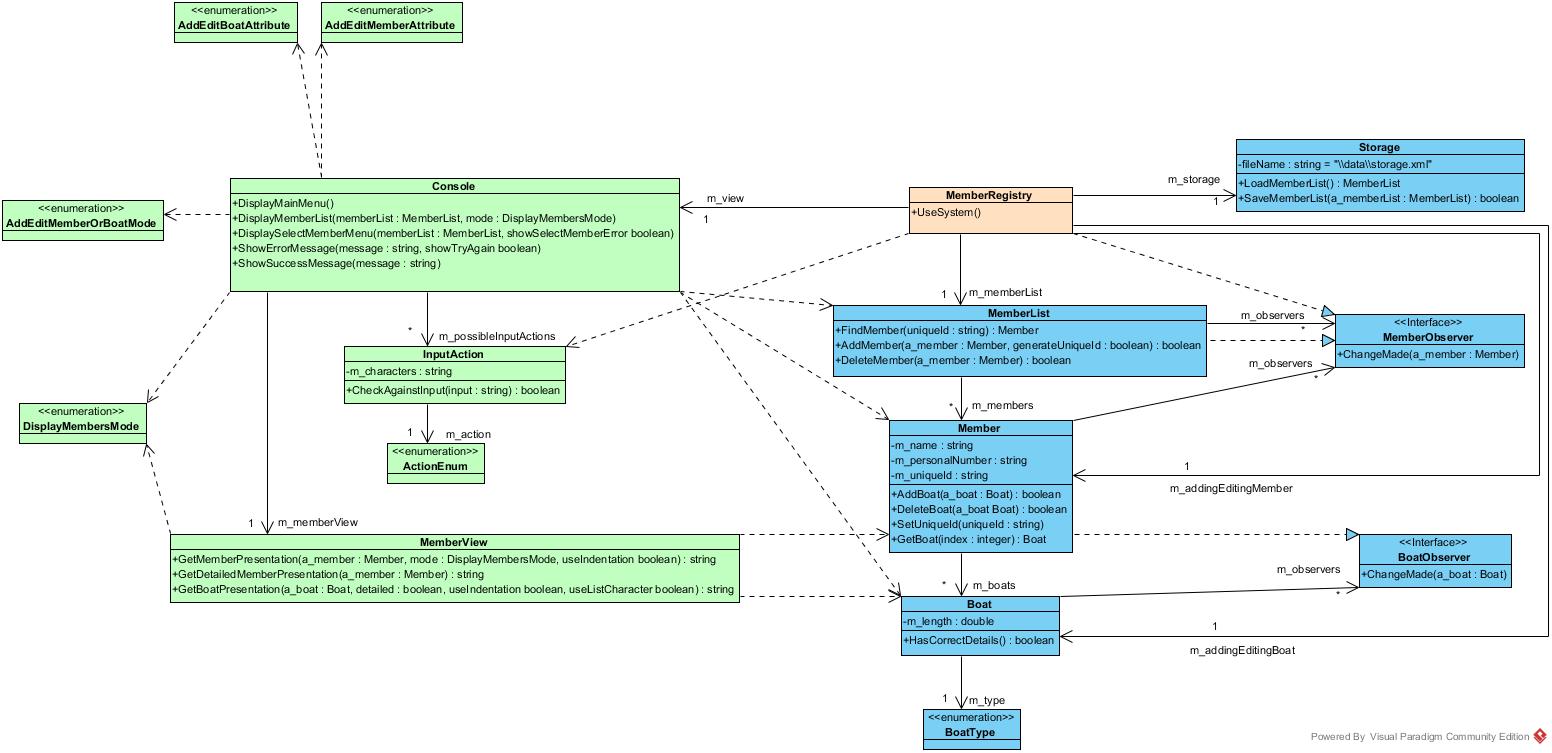 <<enumeration>>
AddEditBoatAttribute
<<enumeration>>
AddEditMemberAttribute
Storage
-fileName : string = "\\data\\storage.xml"
+LoadMemberList() : MemberList
+SaveMemberList(a_memberList : MemberList) : boolean
m_storage
1
Console
+DisplayMainMenu()
+DisplayMemberList(memberList : MemberList, mode : DisplayMembersMode)
+DisplaySelectMemberMenu(memberList : MemberList, showSelectMemberError boolean)
+ShowErrorMessage(message : string, showTryAgain boolean)
+ShowSuccessMessage(message : string)
m_view
1
MemberRegistry
+UseSystem()
<<enumeration>>
AddEditMemberOrBoatMode
1
m_memberList
MemberList
+FindMember(uniqueId : string) : Member
+AddMember(a_member : Member, generateUniqueId : boolean) : boolean
+DeleteMember(a_member : Member) : boolean
m_observers
*
<<Interface>>
MemberObserver
+ChangeMade(a_member : Member)
*
m_possibleInputActions
InputAction
-m_characters : string
+CheckAgainstInput(input : string) : boolean
m_observers
*
<<enumeration>>
DisplayMembersMode
1
m_action
<<enumeration>>
ActionEnum
*
m_members
Member
-m_name : string
-m_personalNumber : string
-m_uniqueId : string
+AddBoat(a_boat : Boat) : boolean
+DeleteBoat(a_boat Boat) : boolean
+SetUniqueId(uniqueId : string)
+GetBoat(index : integer) : Boat
1
m_addingEditingMember
1
m_memberView
MemberView
+GetMemberPresentation(a_member : Member, mode : DisplayMembersMode, useIndentation boolean) : string
+GetDetailedMemberPresentation(a_member : Member) : string
+GetBoatPresentation(a_boat : Boat, detailed : boolean, useIndentation boolean, useListCharacter boolean) : string
<<Interface>>
BoatObserver
+ChangeMade(a_boat : Boat)
m_observers
*
*
m_boats
Boat
-m_length : double
+HasCorrectDetails() : boolean
1
m_addingEditingBoat
1
m_type
<<enumeration>>
BoatType
Powered By Visual Paradigm Community Edition